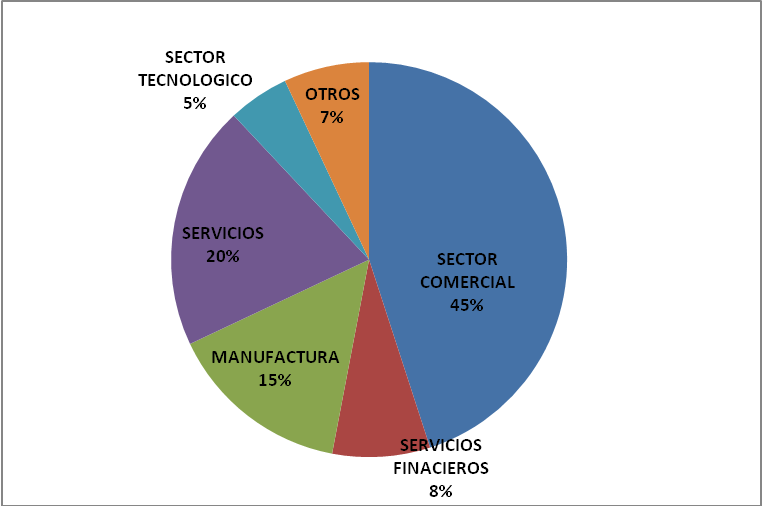 SECTOR
TECNOLOGICO
5%
OTROS
7%
SERVICIOS
20%
SECTOR
COMERCIAL
45%
MANUFACTURA
15%
SERVICIOS
FINACIEROS
8%